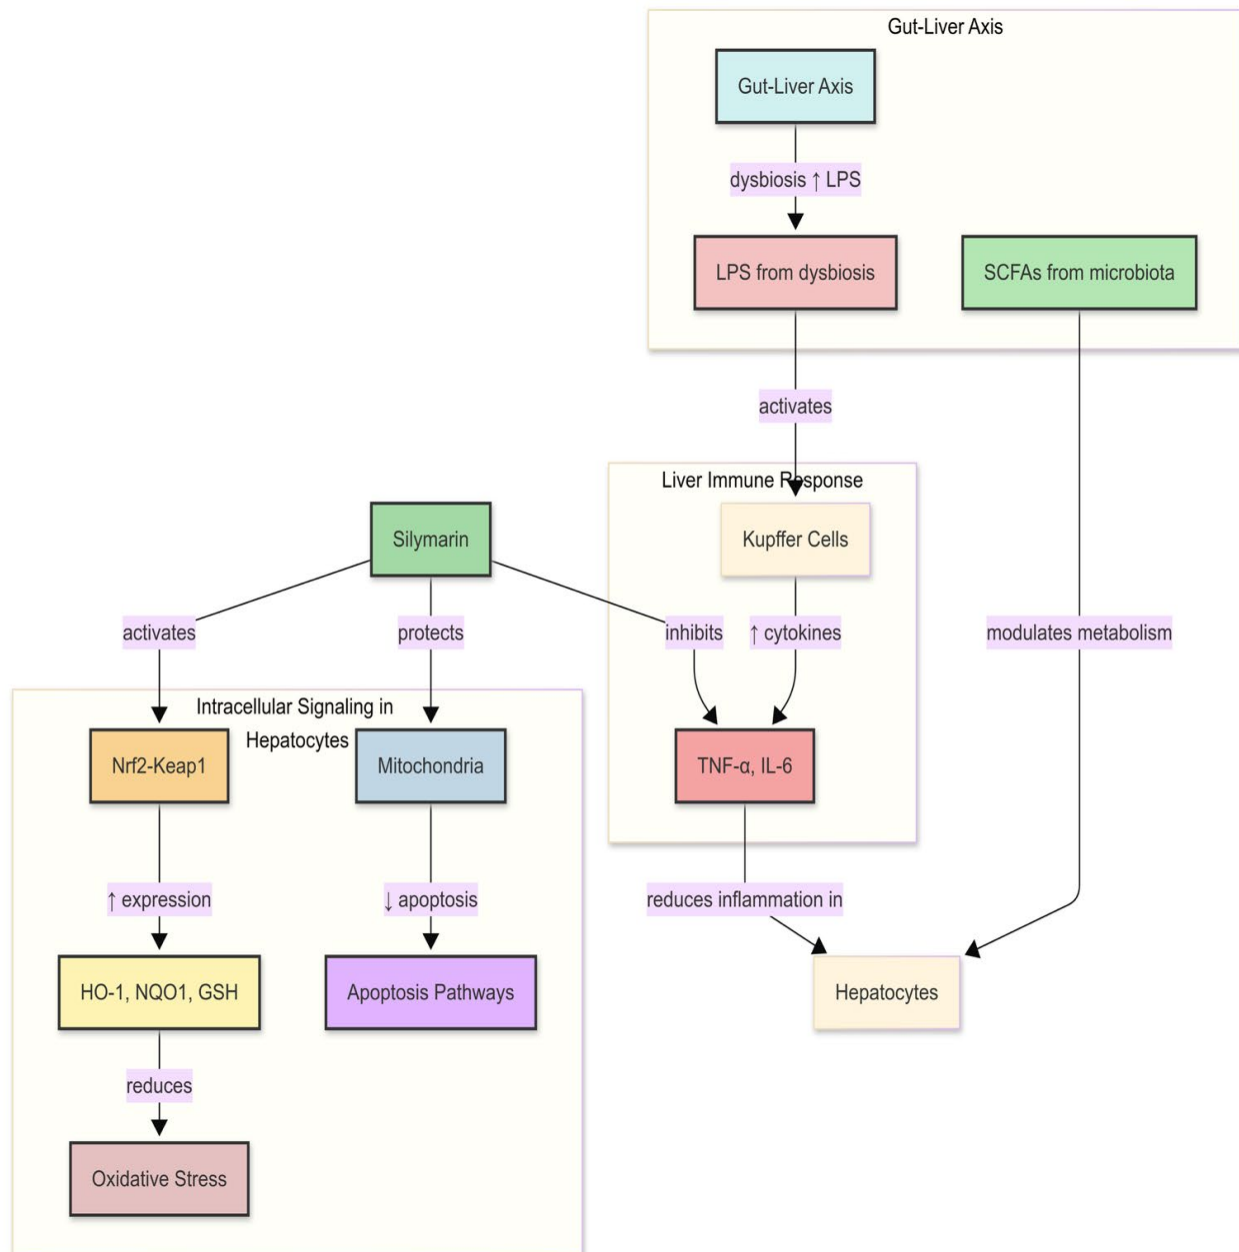 Gut-Liver Axis
Gut-Liver Axis
dysbiosis ↑ LPS
LPS from dysbiosis
SCFAs from microbiota
activates
Liver Immune Response
Silymarin
Kupffer Cells
activates
protects
inhibits
↑ cytokines
modulates metabolism
Intracellular Signaling in
Hepatocytes
Nrf2-Keap1
Mitochondria
TNF-α, IL-6
↑ expression
↓ apoptosis
reduces inflammation in
HO-1, NQO1, GSH
Apoptosis Pathways
Hepatocytes
reduces
Oxidative Stress